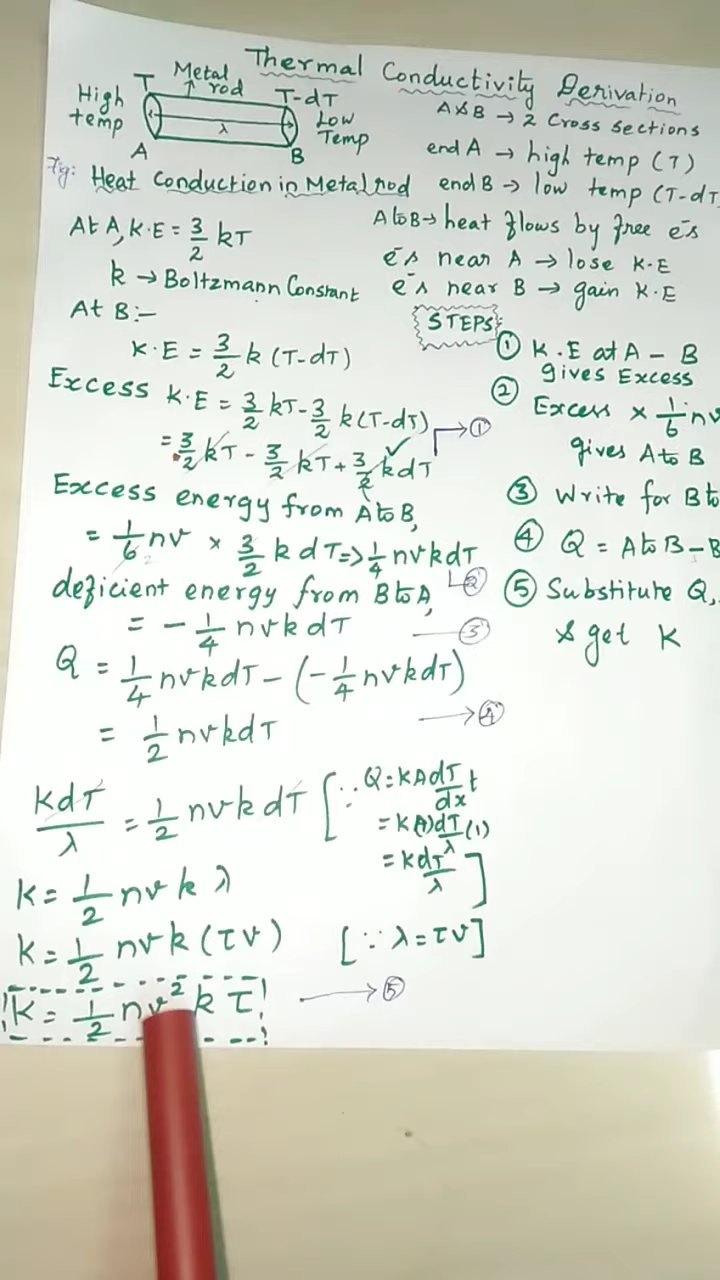 Thermal Conductivity Derivation
High temp
T
Metal rod
T-dT
Low Temp
λ
A
B
Fig: Heat Conduction in Metal rod
A&B → 2 Cross sections
end A → high temp (T)
end B → low temp (T-dT
A to B → heat flows by free e⁻s
e⁻s near A → lose K.E
e⁻s near B → gain K.E
At A, K.E = 3/2 kT
k → Boltzmann Constant
At B:-
K.E = 3/2 k (T-dT)
Excess K.E = 3/2 kT - 3/2 k(T-dT)
= 3/2 kT - 3/2 kT + 3/2 kdT → ①
Excess energy from A to B,
= 1/6 nv × 3/2 k dT => 1/4 nvkdT ②
deficient energy from B to A,
= - 1/4 nvkdT — ③
Q = 1/4 nvkdT - (- 1/4 nvkdT)
= 1/2 nvkdT → ④
KdT/λ = 1/2 nvkdT [∵ Q = KA dT/dx t
= K(1) dT/λ (1)
= K dT/λ ]
K = 1/2 nvkλ
K = 1/2 nvk(τv) [∵ λ = τv]
K = 1/2 nv² k τ → ⑤
STEPS
① K.E at A - B
gives Excess
② Excess × 1/6 nv
gives A to B
③ Write for B to
④ Q = A to B - B
⑤ Substitute Q,
& get K